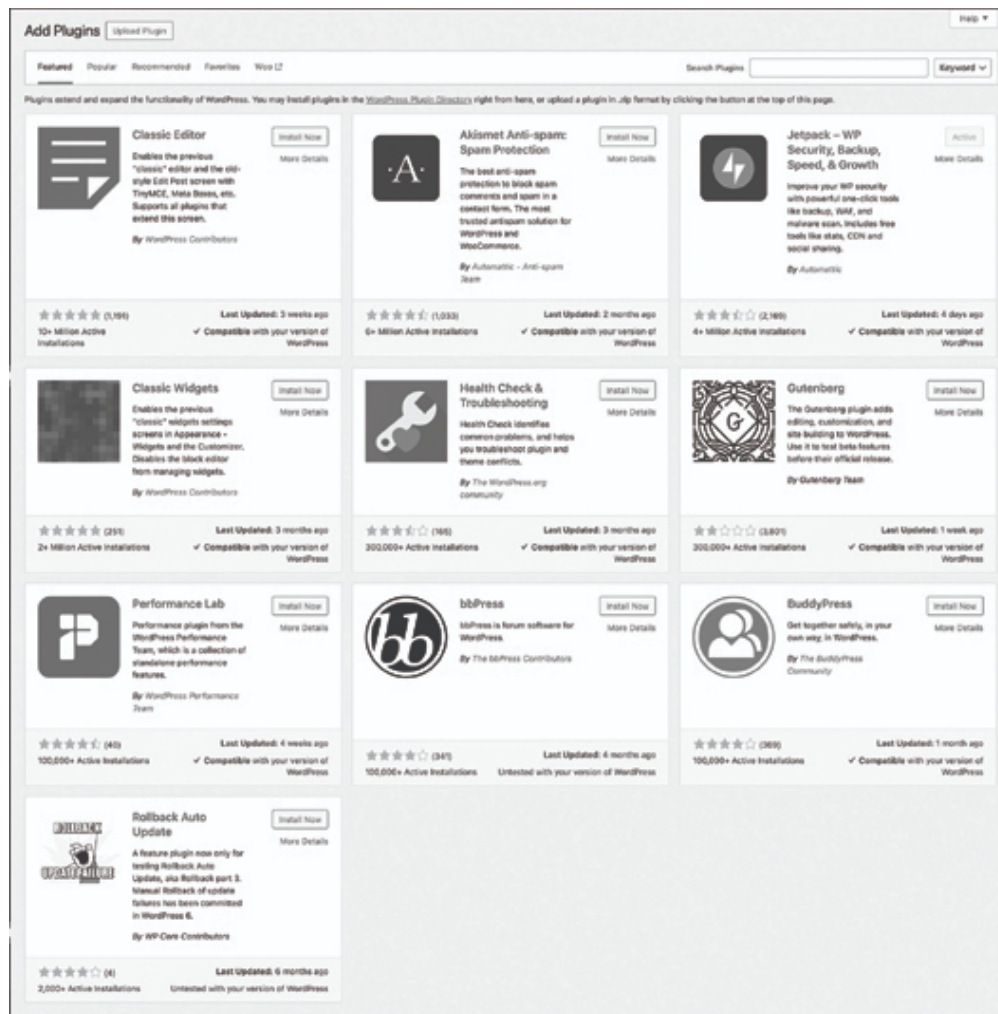 Help ▼
Add Plugins Upload Plugin
Featured Popular Recommended Favorites Woo
Search Plugins Keyword
Plugins extend and expand the functionality of WordPress. You may install plugins in the WordPress Plugin Directory right from here, or upload a plugin in .zip format by clicking the button at the top of this page.
Classic Editor
Install Now
More Details
Enables the previous
"classic" editor and the old-
style Edit Post screen with
TinyMCE, Meta Boxes, etc.
Supports all plugins that
extend this screen.
By WordPress Contributors
(1,191)
Last Updated: 3 weeks ago
10+ Million Active
Installations
✓ Compatible with your version of
WordPress
·A·
Akismet Anti-spam:
Spam Protection
Install Now
More Details
The best anti-spam
protection to block spam
comments and spam in a
contact form. The most
trusted antispam solution for
WordPress and
WooCommerce.
By Automattic - Anti-spam
Team
(1,033)
Last Updated: 2 months ago
6+ Million Active Installations
✓ Compatible with your version of
WordPress
Jetpack – WP
Security, Backup,
Speed, & Growth
Active
More Details
Improve your WP security
with powerful one-click tools
like backup, WAF, and
malware scan. Includes free
tools like stats, CDN and
social sharing.
By Automattic
(2,169)
Last Updated: 4 days ago
4+ Million Active Installations
✓ Compatible with your version of
WordPress
Classic Widgets
Install Now
More Details
Enables the previous
"classic" widgets settings
screens in Appearance -
Widgets and the Customizer.
Disables the block editor
from managing widgets.
By WordPress Contributors
(251)
Last Updated: 3 months ago
2+ Million Active Installations
✓ Compatible with your version of
WordPress
Health Check &
Troubleshooting
Install Now
More Details
Health Check identifies
common problems, and helps
you troubleshoot plugin and
theme conflicts.
By The WordPress.org
community
(165)
Last Updated: 3 months ago
300,000+ Active Installations
✓ Compatible with your version of
WordPress
G
Gutenberg
Install Now
More Details
The Gutenberg plugin adds
editing, customization, and
site building to WordPress.
Use it to test beta features
before their official release.
By Gutenberg Team
(3,801)
Last Updated: 1 week ago
300,000+ Active Installations
✓ Compatible with your version of
WordPress
Performance Lab
Install Now
More Details
Performance plugin from the
WordPress Performance
Team, which is a collection of
standalone performance
features.
By WordPress Performance
Team
(40)
Last Updated: 4 weeks ago
100,000+ Active Installations
✓ Compatible with your version of
WordPress
bb
bbPress
Install Now
More Details
bbPress is forum software for
WordPress.
By The bbPress Contributors
(341)
Last Updated: 4 months ago
100,000+ Active Installations
Untested with your version of WordPress
BuddyPress
Install Now
More Details
Get together safely, in your
own way, in WordPress.
By The BuddyPress
Community
(369)
Last Updated: 1 month ago
100,000+ Active Installations
✓ Compatible with your version of
WordPress
ROLLBACK
UPDATE FAILURE
Rollback Auto
Update
Install Now
More Details
A feature plugin now only for
testing Rollback Auto
Update, aka Rollback part 3.
Manual Rollback of update
failures has been committed
in WordPress 6.
By WP Core Contributors
(4)
Last Updated: 6 months ago
2,000+ Active Installations
Untested with your version of WordPress